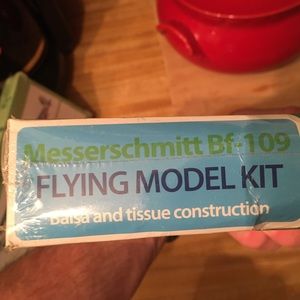 Messerschmitt Bf-109
FLYING MODEL KIT
Balsa and tissue construction